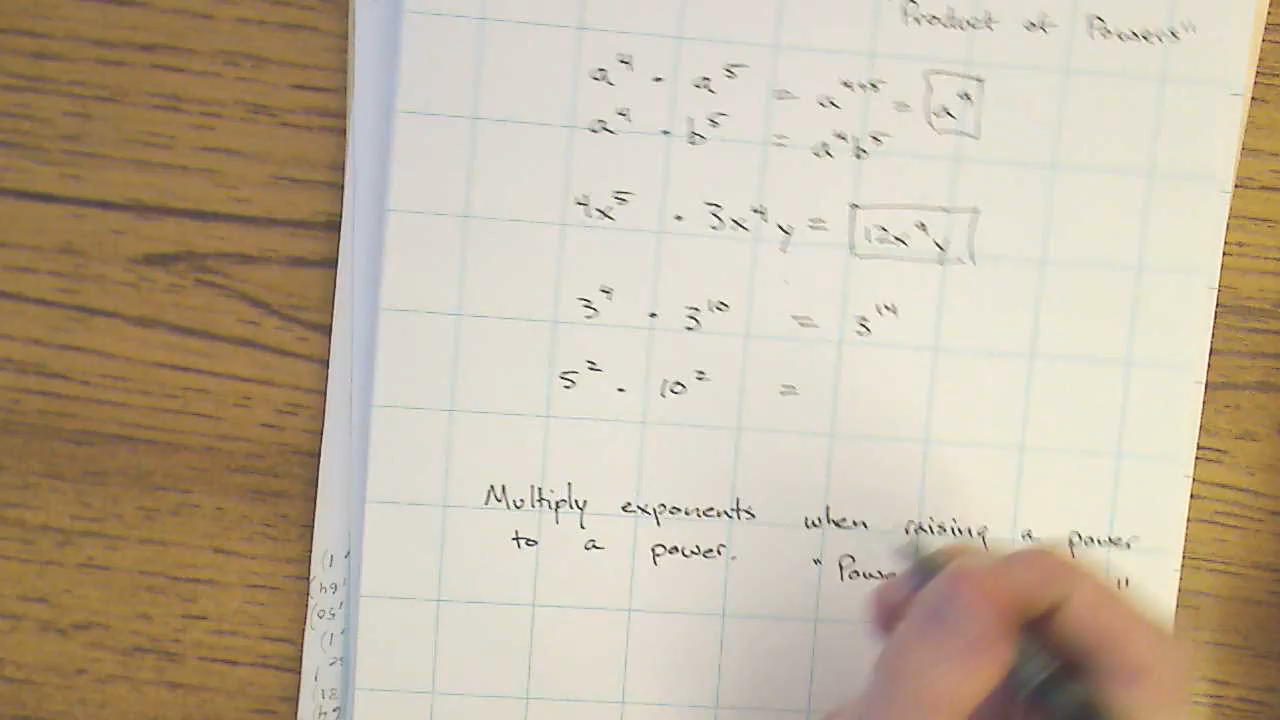 "Product of Powers"
a⁴ · a⁵ = a⁴⁺⁵ = a⁹
a⁴ · b⁵ = a⁴b⁵
4x⁵ · 3x⁴y = 12x⁹y
3⁴ · 3¹⁰ = 3¹⁴
5² · 10² =
Multiply exponents when raising a power
to a power. "Powe "